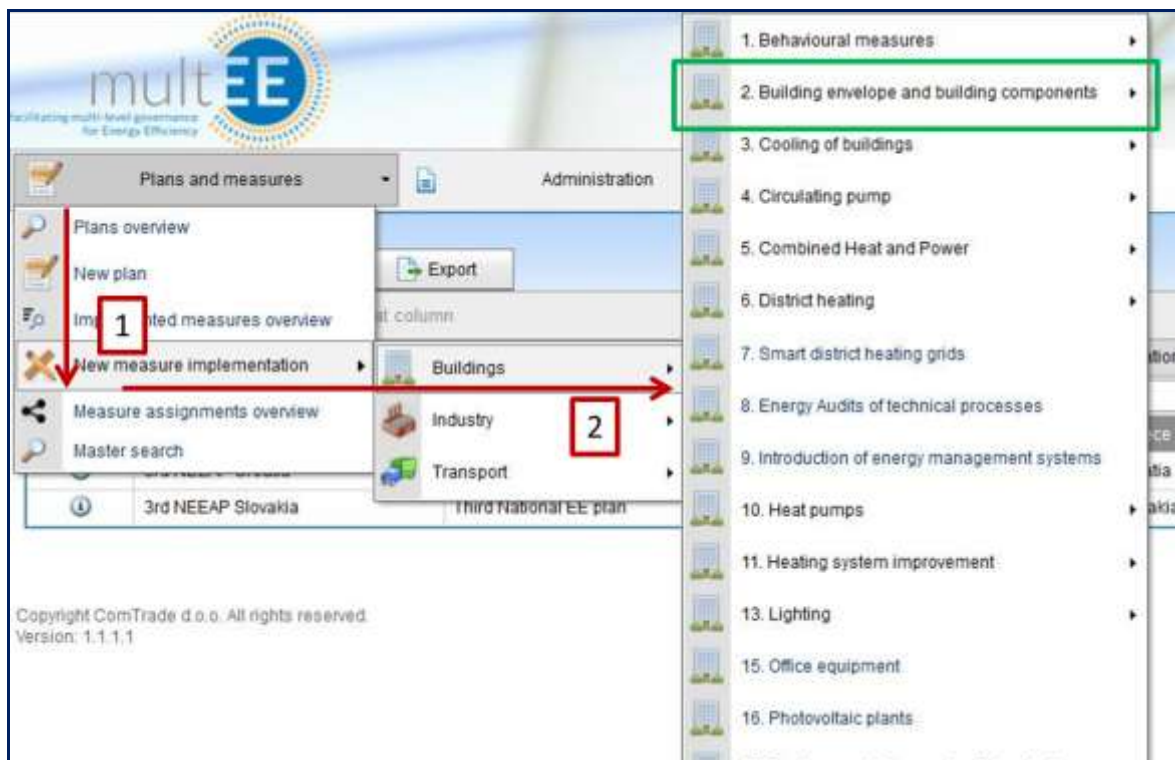 multEE
facilitating multi-level governance
for Energy Efficiency
Plans and measures
Administration
Plans overview
New plan
Export
measures overview
column
New measure implementation
Measure assignments overview
Master search
Buildings
Industry
Transport
1
2
1. Behavioural measures
2. Building envelope and building components
3. Cooling of buildings
4. Circulating pump
5. Combined Heat and Power
6. District heating
7. Smart district heating grids
8. Energy Audits of technical processes
9. Introduction of energy management systems
10. Heat pumps
11. Heating system improvement
13. Lighting
15. Office equipment
16. Photovoltaic plants
3rd NEEAP Slovakia
Third National EE plan
Copyright ComTrade d.o.o. All rights reserved.
Version: 1.1.1.1